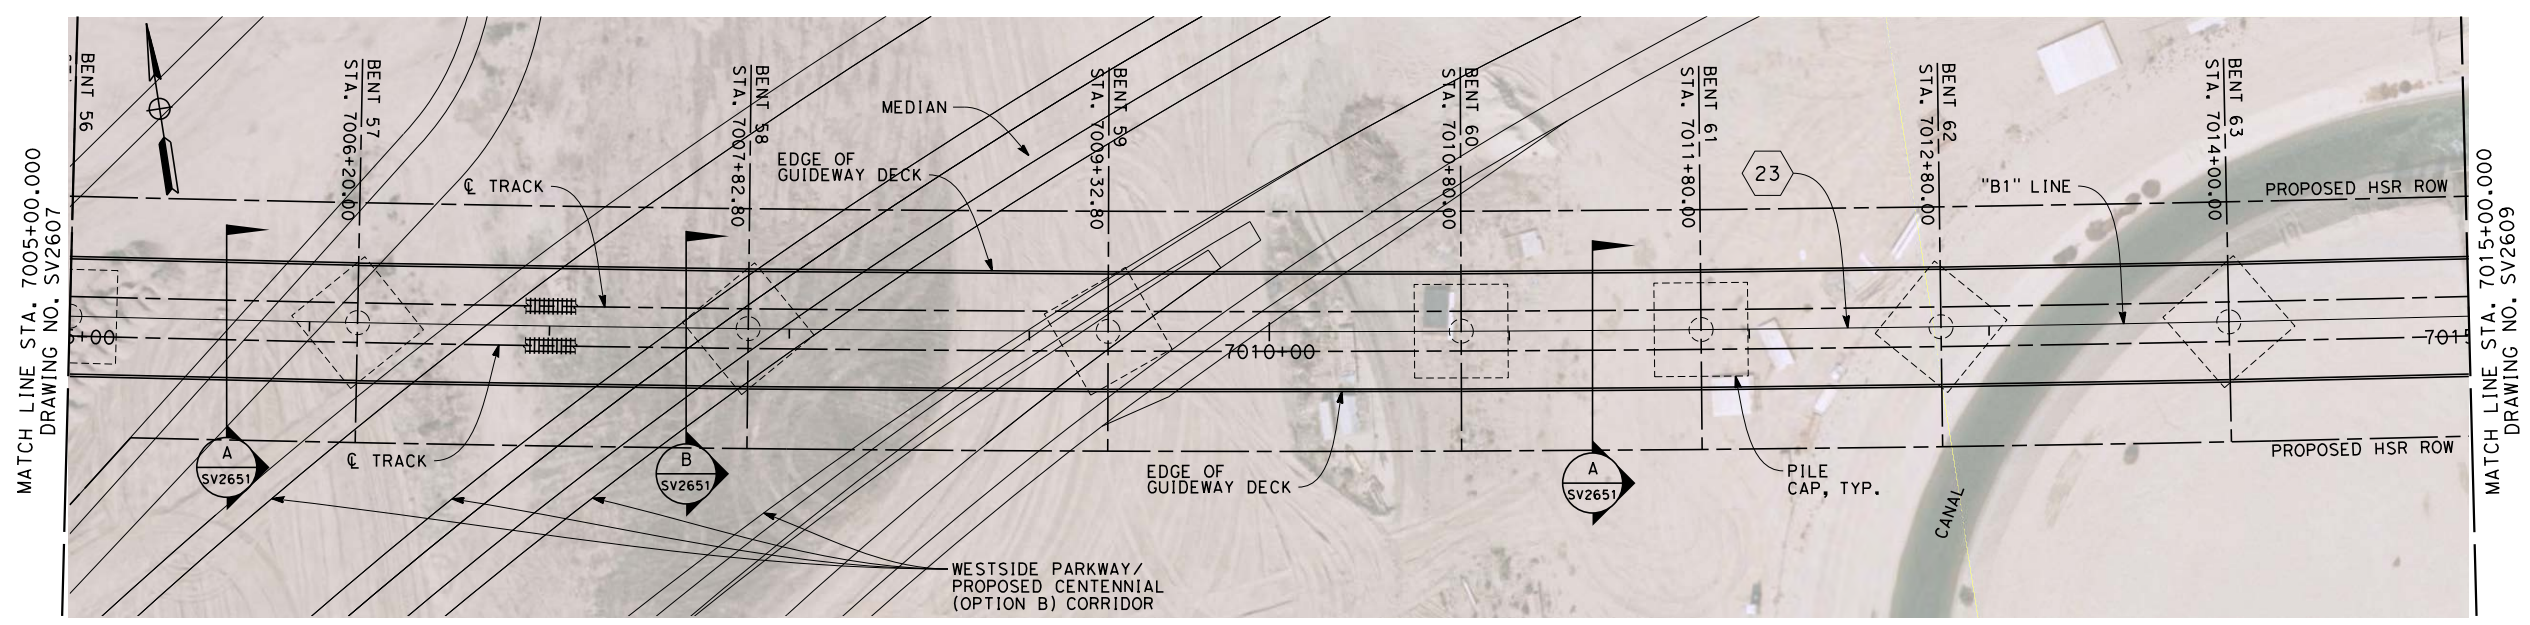 MATCH LINE STA. 7005+00.000
DRAWING NO. SV2607
BENT 56
BENT 57
STA. 7006+20.00
BENT 58
STA. 7007+82.80
BENT 59
STA. 7009+32.80
BENT 60
STA. 7010+80.00
BENT 61
STA. 7011+80.00
BENT 62
STA. 7012+80.00
BENT 63
STA. 7014+00.00
MEDIAN
EDGE OF
GUIDEWAY DECK
℄ TRACK
23
"B1" LINE
PROPOSED HSR ROW
+00
7010+00
7015
A
SV2651
℄ TRACK
B
SV2651
EDGE OF
GUIDEWAY DECK
A
SV2651
PILE
CAP, TYP.
CANAL
PROPOSED HSR ROW
WESTSIDE PARKWAY/
PROPOSED CENTENNIAL
(OPTION B) CORRIDOR
MATCH LINE STA. 7015+00.000
DRAWING NO. SV2609